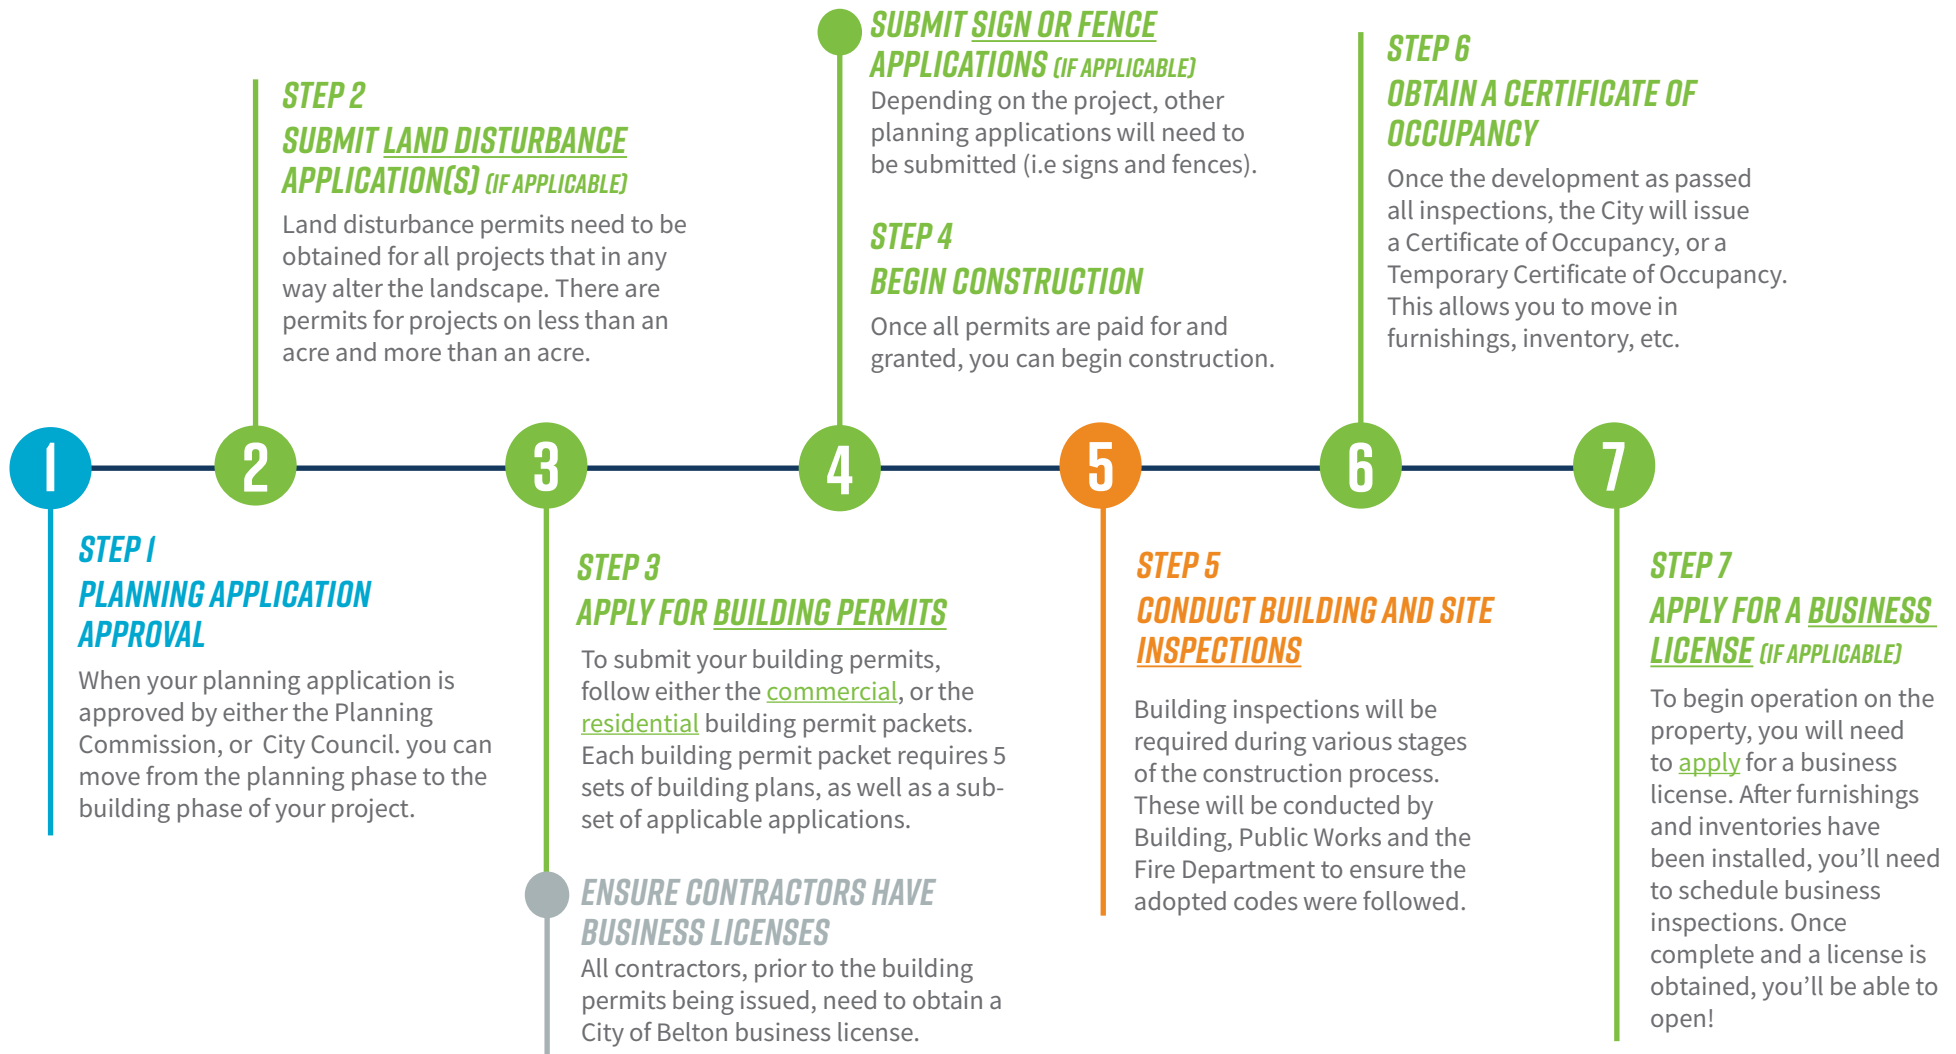 1
STEP 1
PLANNING APPLICATION
APPROVAL
When your planning application is
approved by either the Planning
Commission, or  City Council. you can
move from the planning phase to the
building phase of your project.
2
STEP 2
SUBMIT LAND DISTURBANCE
APPLICATION(S) (IF APPLICABLE)
Land disturbance permits need to be
obtained for all projects that in any
way alter the landscape. There are
permits for projects on less than an
acre and more than an acre.
3
STEP 3
APPLY FOR BUILDING PERMITS
To submit your building permits,
follow either the commercial, or the
residential building permit packets.
Each building permit packet requires 5
sets of building plans, as well as a sub-
set of applicable applications.
ENSURE CONTRACTORS HAVE
BUSINESS LICENSES
All contractors, prior to the building
permits being issued, need to obtain a
City of Belton business license.
SUBMIT SIGN OR FENCE
APPLICATIONS (IF APPLICABLE)
Depending on the project, other
planning applications will need to
be submitted (i.e signs and fences).
4
STEP 4
BEGIN CONSTRUCTION
Once all permits are paid for and
granted, you can begin construction.
5
STEP 5
CONDUCT BUILDING AND SITE
INSPECTIONS
Building inspections will be
required during various stages
of the construction process.
These will be conducted by
Building, Public Works and the
Fire Department to ensure the
adopted codes were followed.
6
STEP 6
OBTAIN A CERTIFICATE OF
OCCUPANCY
Once the development as passed
all inspections, the City will issue
a Certificate of Occupancy, or a
Temporary Certificate of Occupancy.
This allows you to move in
furnishings, inventory, etc.
7
STEP 7
APPLY FOR A BUSINESS
LICENSE (IF APPLICABLE)
To begin operation on the
property, you will need
to apply for a business
license. After furnishings
and inventories have
been installed, you’ll need
to schedule business
inspections. Once
complete and a license is
obtained, you’ll be able to
open!